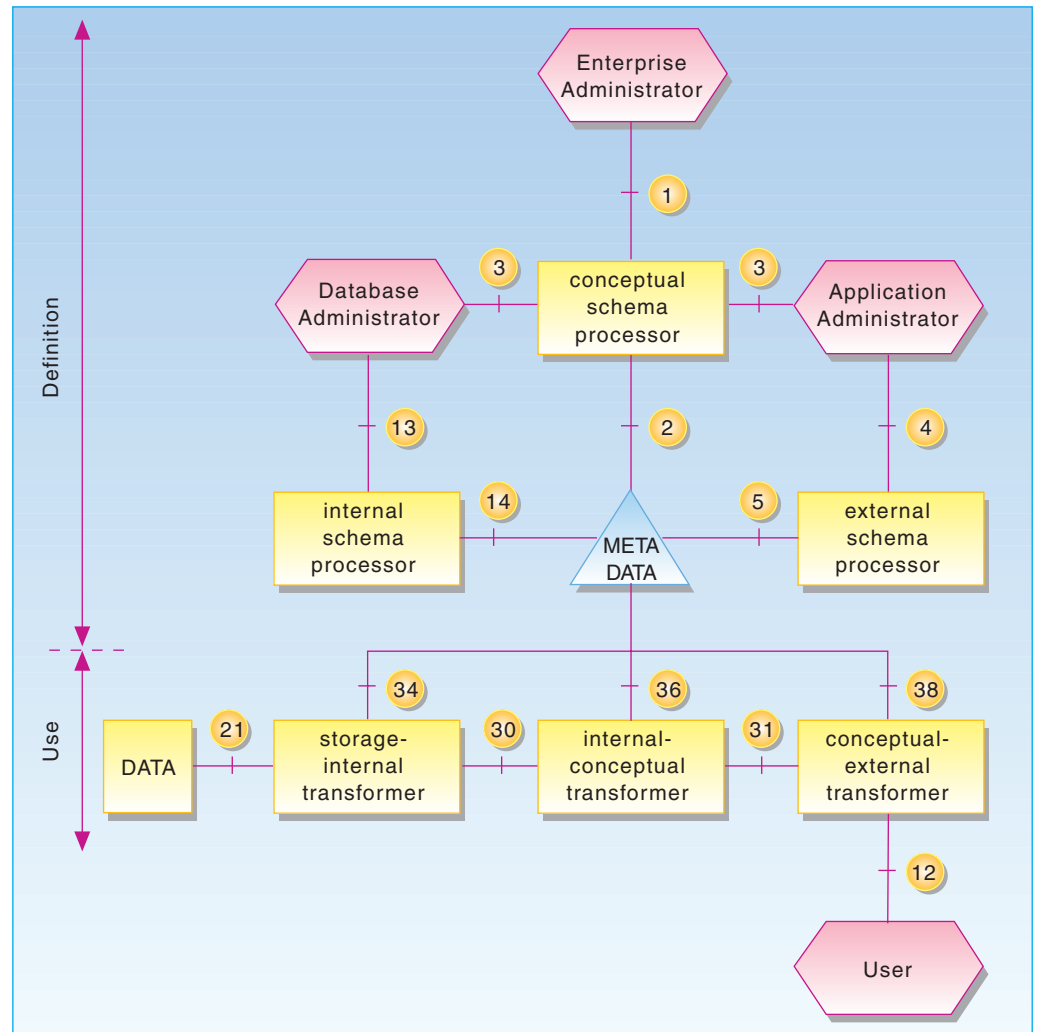 Enterprise
Administrator
1
Definition
Database
Administrator
3
conceptual
schema
processor
3
Application
Administrator
13
2
4
internal
schema
processor
14
META
DATA
5
external
schema
processor
Use
34
36
38
DATA
21
storage-
internal
transformer
30
internal-
conceptual
transformer
31
conceptual-
external
transformer
12
User